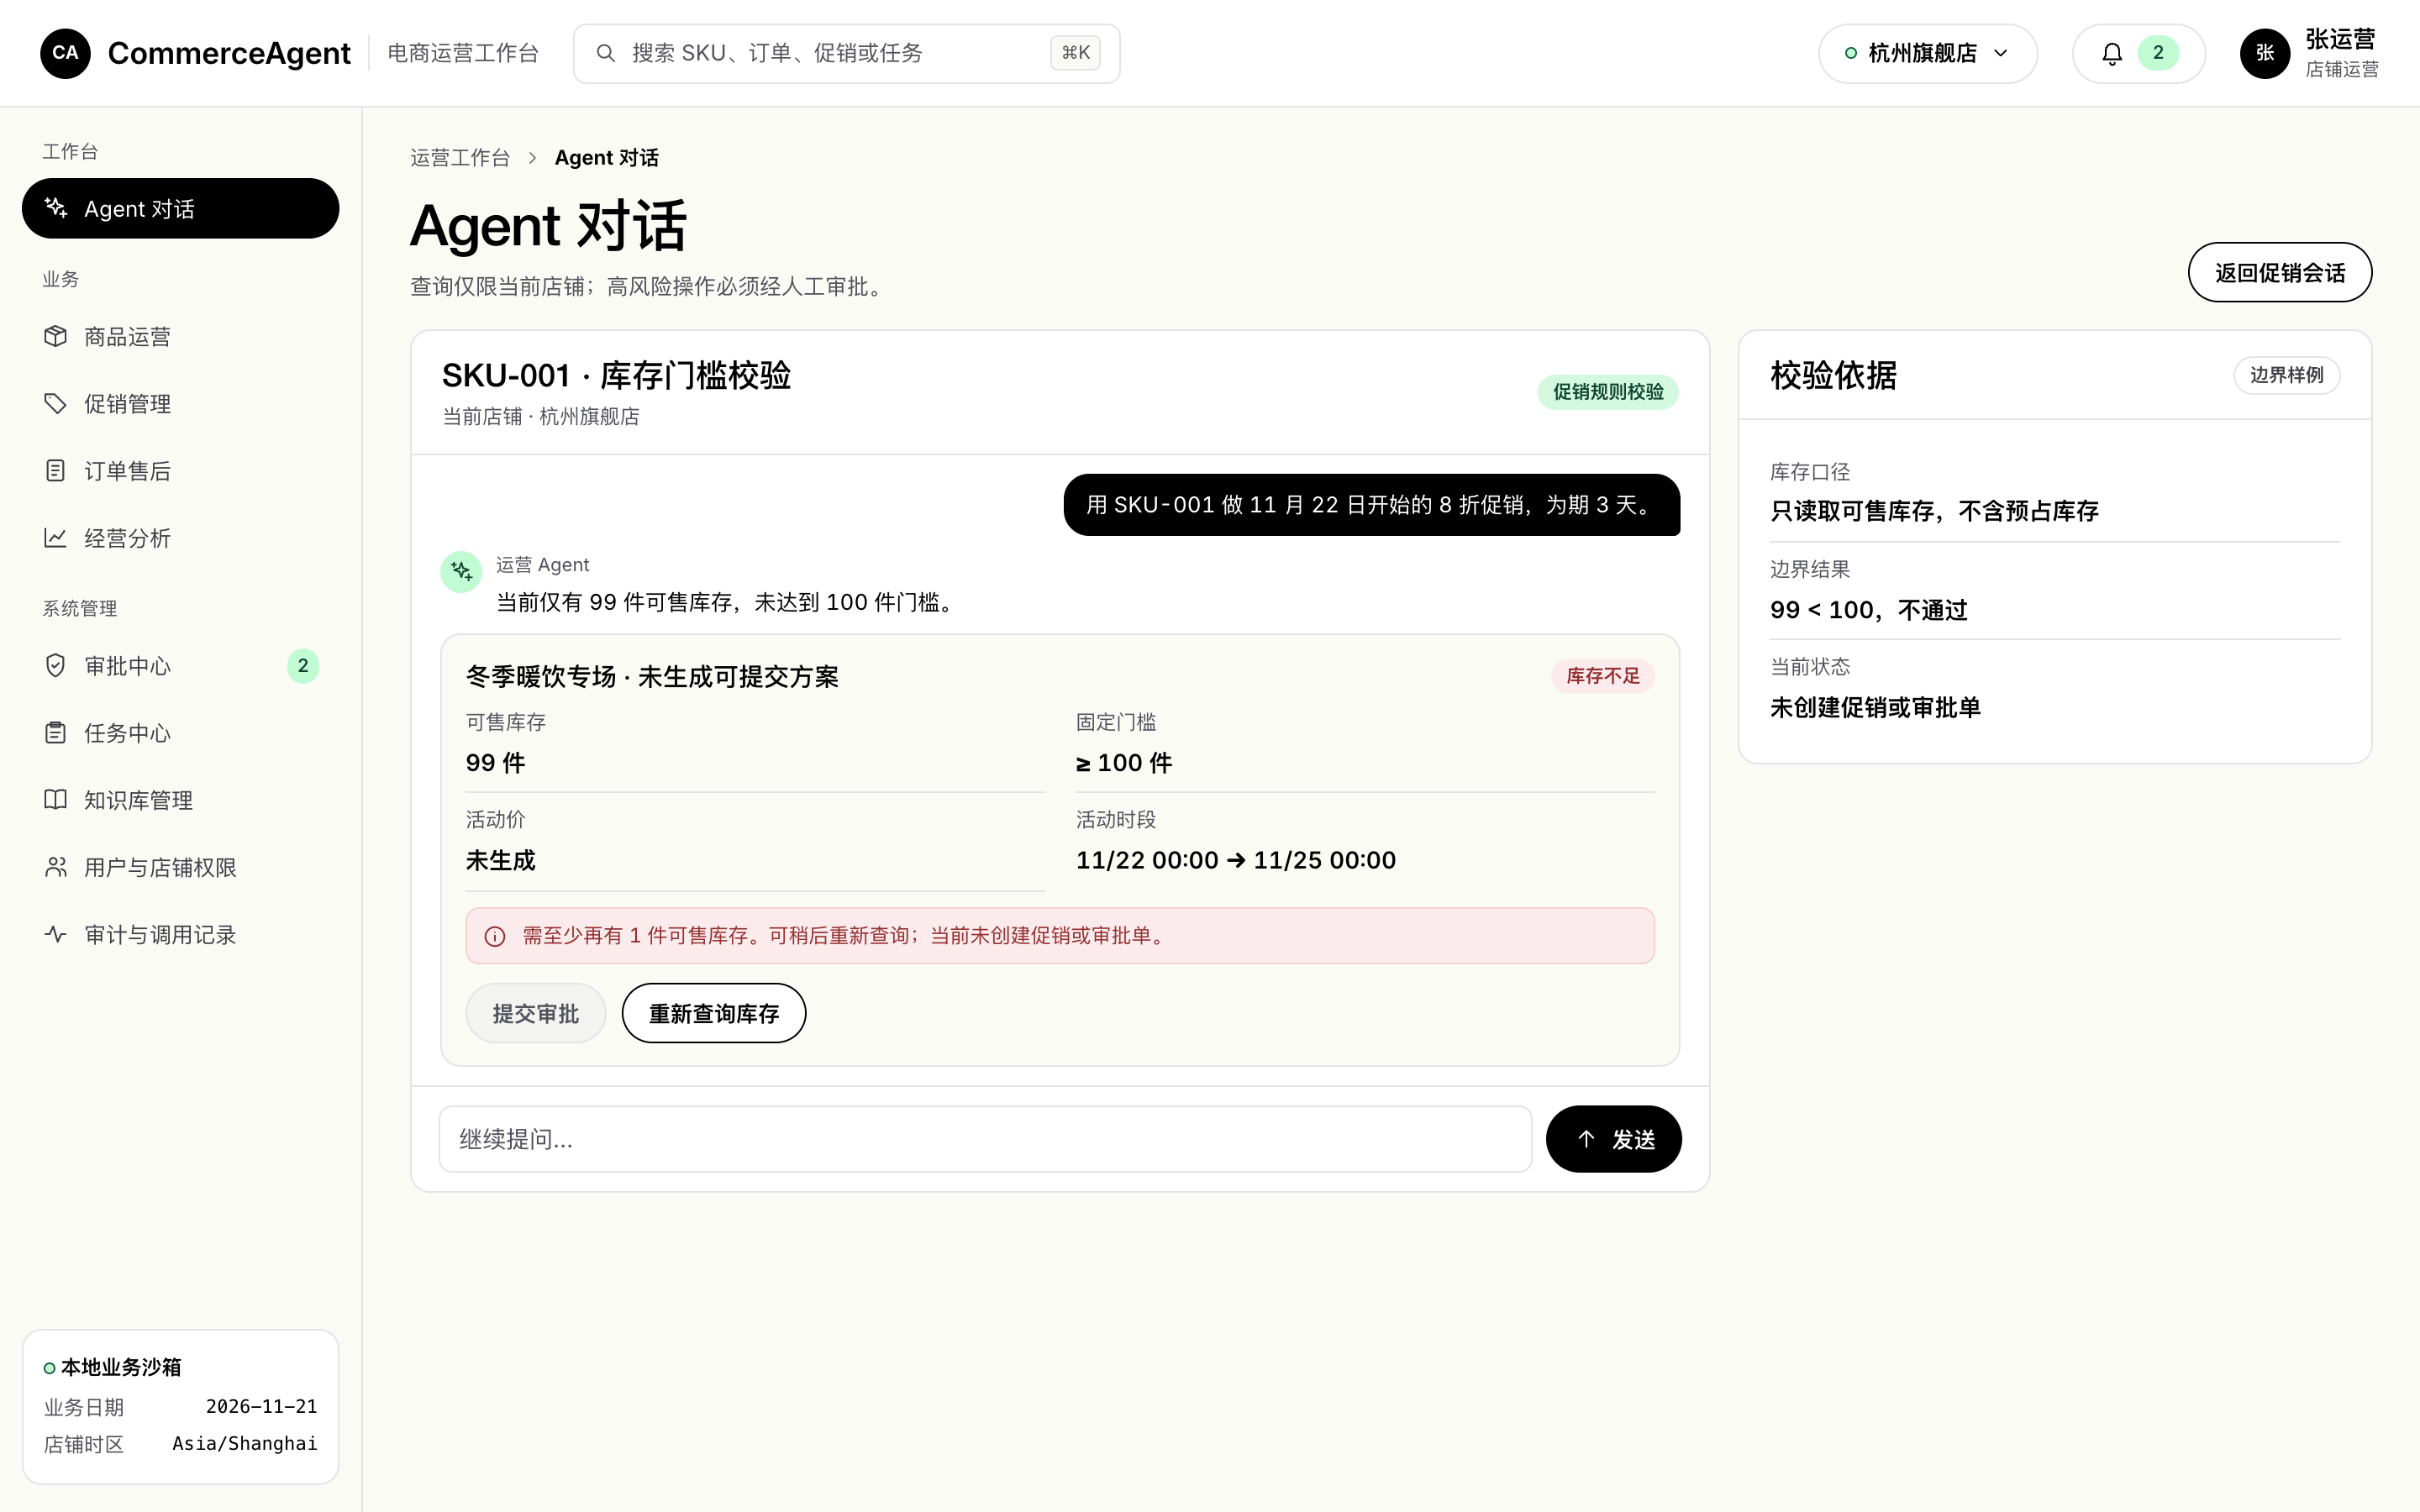 CA CommerceAgent 电商运营工作台 搜索 SKU、订单、促销或任务 ⌘K 杭州旗舰店 2 张 张运营
店铺运营
工作台
Agent 对话
业务
商品运营
促销管理
订单售后
经营分析
系统管理
审批中心 2
任务中心
知识库管理
用户与店铺权限
审计与调用记录
本地业务沙箱
业务日期 2026-11-21
店铺时区 Asia/Shanghai
运营工作台 > Agent 对话
Agent 对话
查询仅限当前店铺；高风险操作必须经人工审批。
返回促销会话
SKU-001 · 库存门槛校验
当前店铺 · 杭州旗舰店
促销规则校验
用 SKU-001 做 11 月 22 日开始的 8 折促销，为期 3 天。
运营 Agent
当前仅有 99 件可售库存，未达到 100 件门槛。
冬季暖饮专场 · 未生成可提交方案 库存不足
可售库存 固定门槛
99 件 ≥ 100 件
活动价 活动时段
未生成 11/22 00:00 → 11/25 00:00
需至少再有 1 件可售库存。可稍后重新查询；当前未创建促销或审批单。
提交审批 重新查询库存
继续提问... 发送
校验依据 边界样例
库存口径
只读取可售库存，不含预占库存
边界结果
99 < 100，不通过
当前状态
未创建促销或审批单